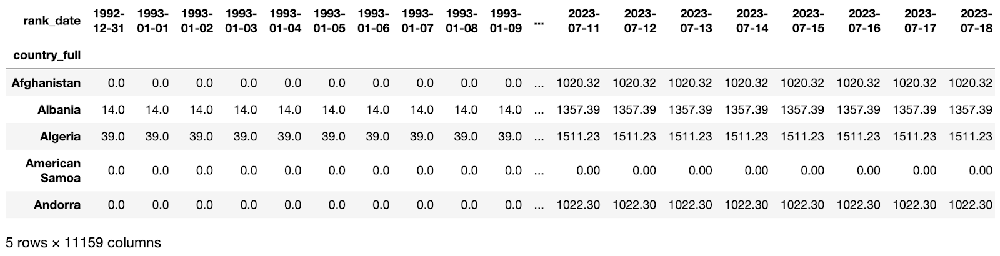 rank_date 1992-12-31 1993-01-01 1993-01-02 1993-01-03 1993-01-04 1993-01-05 1993-01-06 1993-01-07 1993-01-08 1993-01-09 ... 2023-07-11 2023-07-12 2023-07-13 2023-07-14 2023-07-15 2023-07-16 2023-07-17 2023-07-18
country_full
Afghanistan 0.0 0.0 0.0 0.0 0.0 0.0 0.0 0.0 0.0 0.0 ... 1020.32 1020.32 1020.32 1020.32 1020.32 1020.32 1020.32 1020.32
Albania 14.0 14.0 14.0 14.0 14.0 14.0 14.0 14.0 14.0 14.0 ... 1357.39 1357.39 1357.39 1357.39 1357.39 1357.39 1357.39 1357.39
Algeria 39.0 39.0 39.0 39.0 39.0 39.0 39.0 39.0 39.0 39.0 ... 1511.23 1511.23 1511.23 1511.23 1511.23 1511.23 1511.23 1511.23
American Samoa 0.0 0.0 0.0 0.0 0.0 0.0 0.0 0.0 0.0 0.0 ... 0.00 0.00 0.00 0.00 0.00 0.00 0.00 0.00
Andorra 0.0 0.0 0.0 0.0 0.0 0.0 0.0 0.0 0.0 0.0 ... 1022.30 1022.30 1022.30 1022.30 1022.30 1022.30 1022.30 1022.30
5 rows × 11159 columns